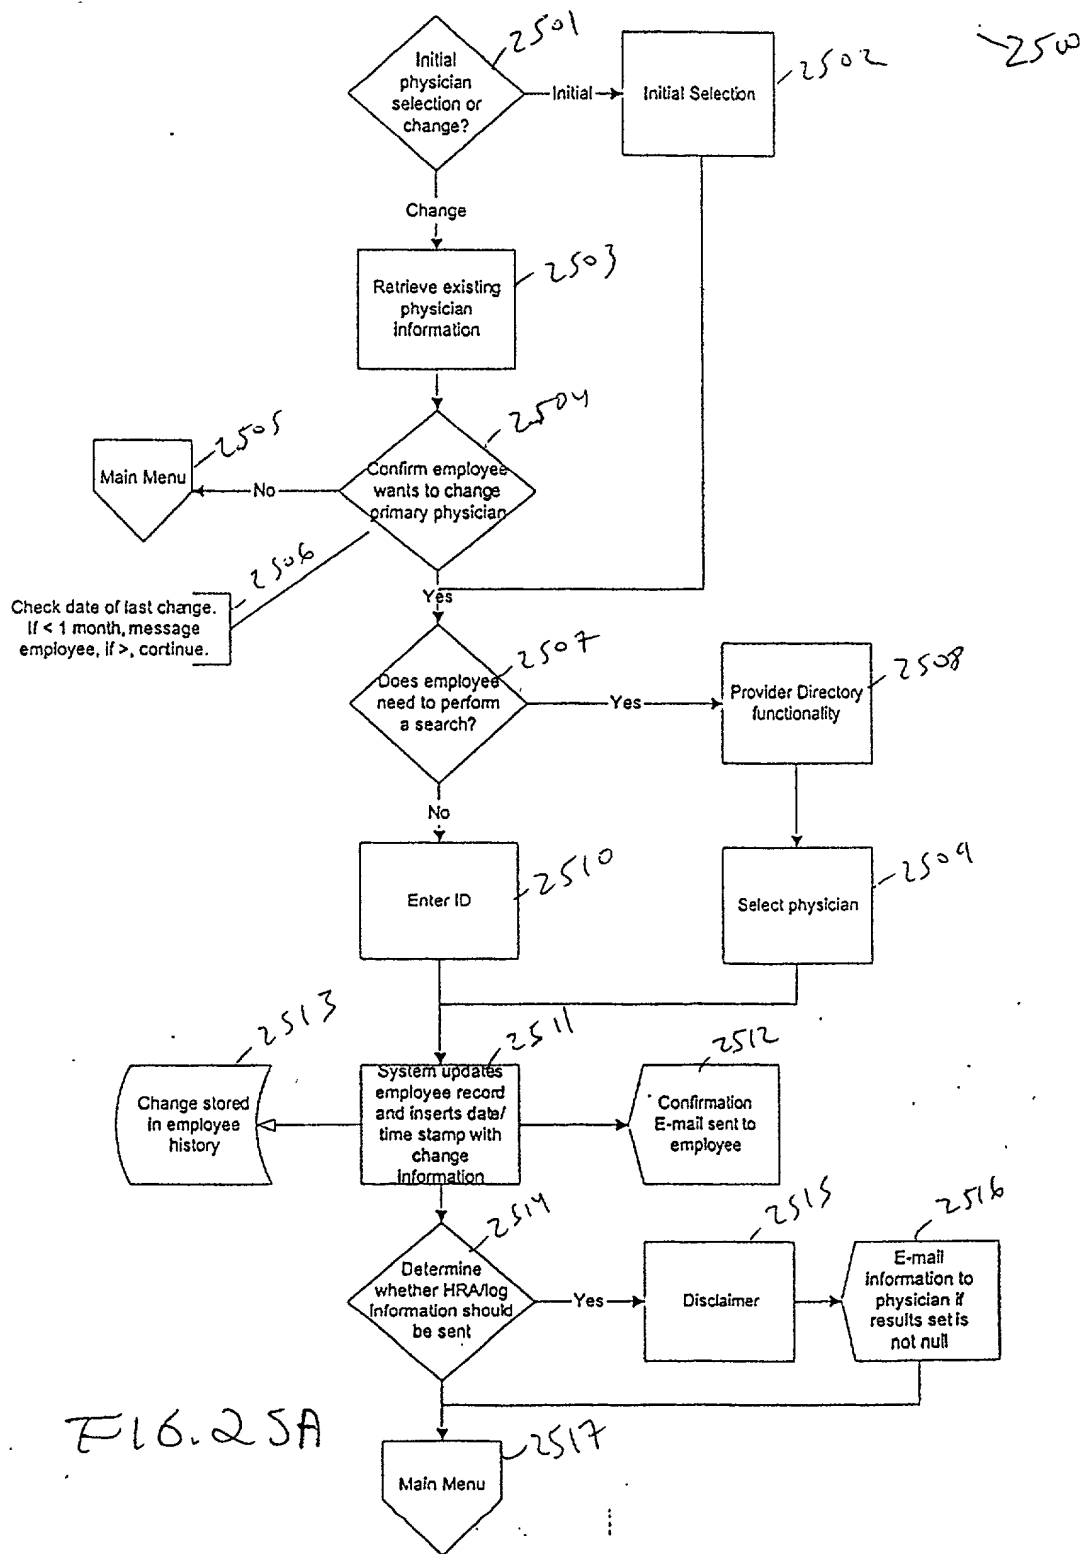 2501
2502
2500
Initial
physician
selection or
change?
Initial
Initial Selection
Change
2503
Retrieve existing
physician
information
2504
2505
Main Menu
No
Confirm employee
wants to change
primary physician
2506
Yes
Check date of last change.
If < 1 month, message
employee, if >, continue.
2507
2508
Does employee
need to perform
a search?
Yes
Provider Directory
functionality
No
2510
2509
Enter ID
Select physician
2513
2511
2512
Change stored
in employee
history
System updates
employee record
and inserts date/
time stamp with
change
information
Confirmation
E-mail sent to
employee
2514
2515
2516
Determine
whether HRA/log
information should
be sent
Yes
Disclaimer
E-mail
information to
physician if
results set is
not null
FIG. 25A
2517
Main Menu